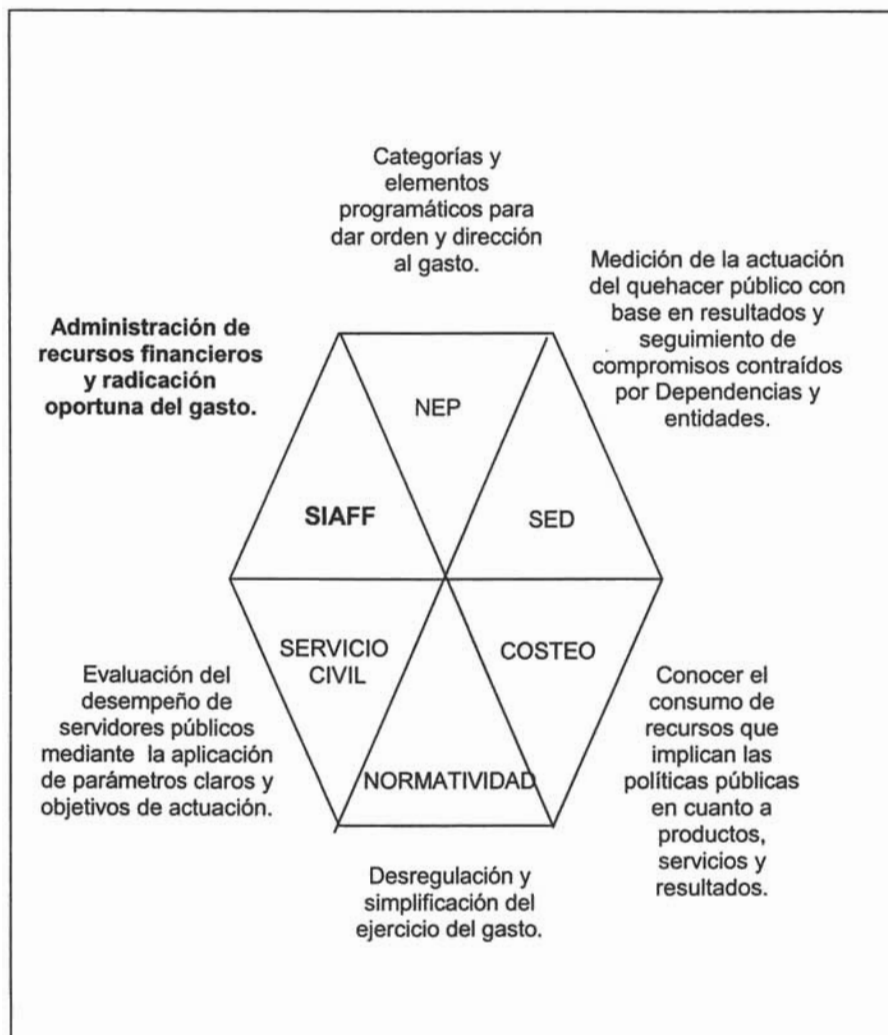 Categorías y
elementos
programáticos para
dar orden y dirección
al gasto.
Medición de la actuación
del quehacer público con
base en resultados y
seguimiento de
compromisos contraídos
por Dependencias y
entidades.
Administración de
recursos financieros
y radicación
oportuna del gasto.
NEP
SIAFF
SED
SERVICIO
CIVIL
COSTEO
NORMATIVIDAD
Evaluación del
desempeño de
servidores públicos
mediante la aplicación
de parámetros claros y
objetivos de actuación.
Conocer el
consumo de
recursos que
implican las
políticas públicas
en cuanto a
productos,
servicios y
resultados.
Desregulación y
simplificación del
ejercicio del gasto.